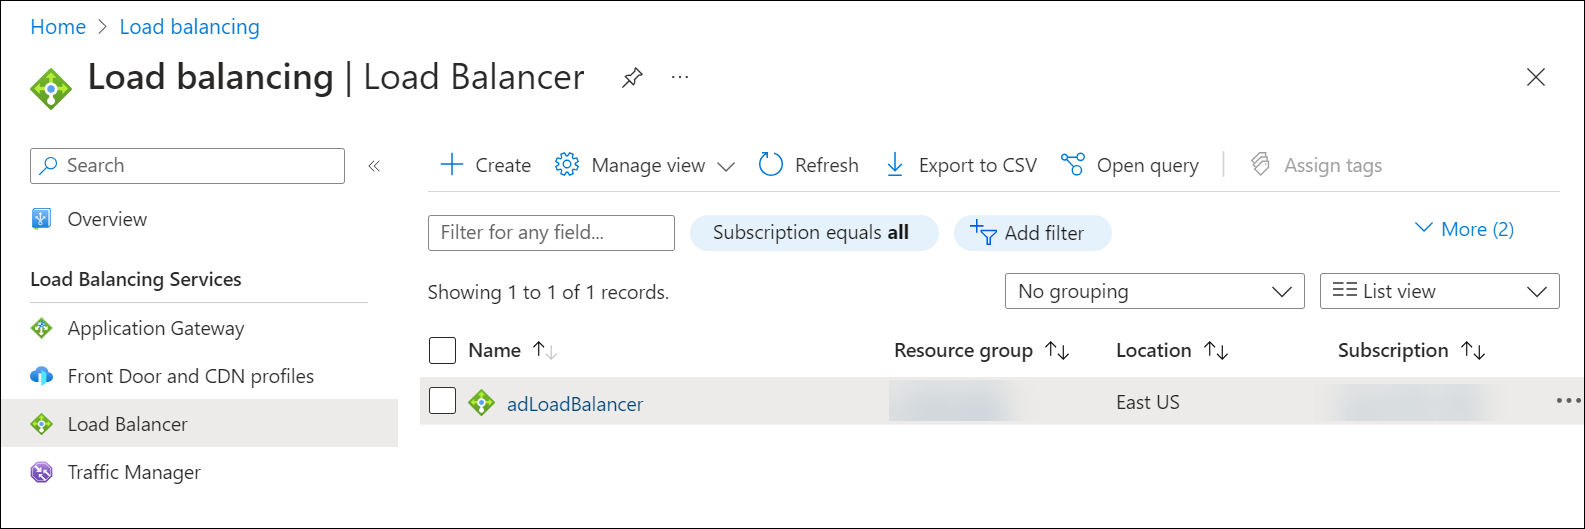 Home > Load balancing
Load balancing | Load Balancer ...
Search «
Overview
Load Balancing Services
Application Gateway
Front Door and CDN profiles
Load Balancer
Traffic Manager
Create Manage view Refresh Export to CSV Open query Assign tags
Filter for any field... Subscription equals all Add filter More (2)
Showing 1 to 1 of 1 records. No grouping List view
Name Resource group Location Subscription
adLoadBalancer East US ...